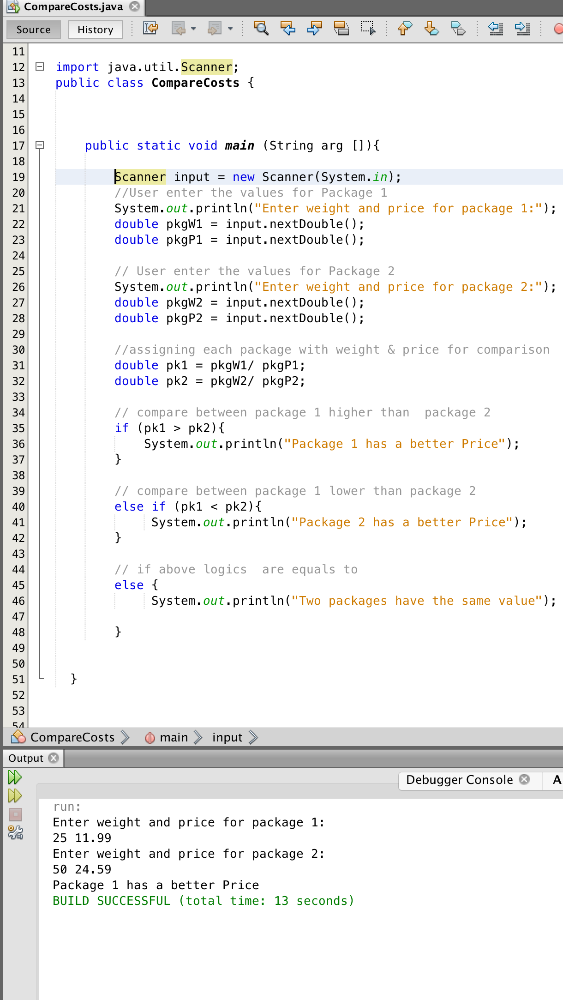 CompareCosts.java
Source History
11
12 import java.util.Scanner;
13 public class CompareCosts {
14
15
16
17 public static void main (String arg []){
18
19 Scanner input = new Scanner(System.in);
20 //User enter the values for Package 1
21 System.out.println("Enter weight and price for package 1:");
22 double pkgW1 = input.nextDouble();
23 double pkgP1 = input.nextDouble();
24
25 // User enter the values for Package 2
26 System.out.println("Enter weight and price for package 2:");
27 double pkgW2 = input.nextDouble();
28 double pkgP2 = input.nextDouble();
29
30 //assigning each package with weight & price for comparison
31 double pk1 = pkgW1/ pkgP1;
32 double pk2 = pkgW2/ pkgP2;
33
34 // compare between package 1 higher than  package 2
35 if (pk1 > pk2){
36 System.out.println("Package 1 has a better Price");
37 }
38
39 // compare between package 1 lower than package 2
40 else if (pk1 < pk2){
41 System.out.println("Package 2 has a better Price");
42 }
43
44 // if above logics  are equals to
45 else {
46 System.out.println("Two packages have the same value");
47
48 }
49
50
51 }
52
53
54
CompareCosts main input
Output
Debugger Console A
run:
Enter weight and price for package 1:
25 11.99
Enter weight and price for package 2:
50 24.59
Package 1 has a better Price
BUILD SUCCESSFUL (total time: 13 seconds)